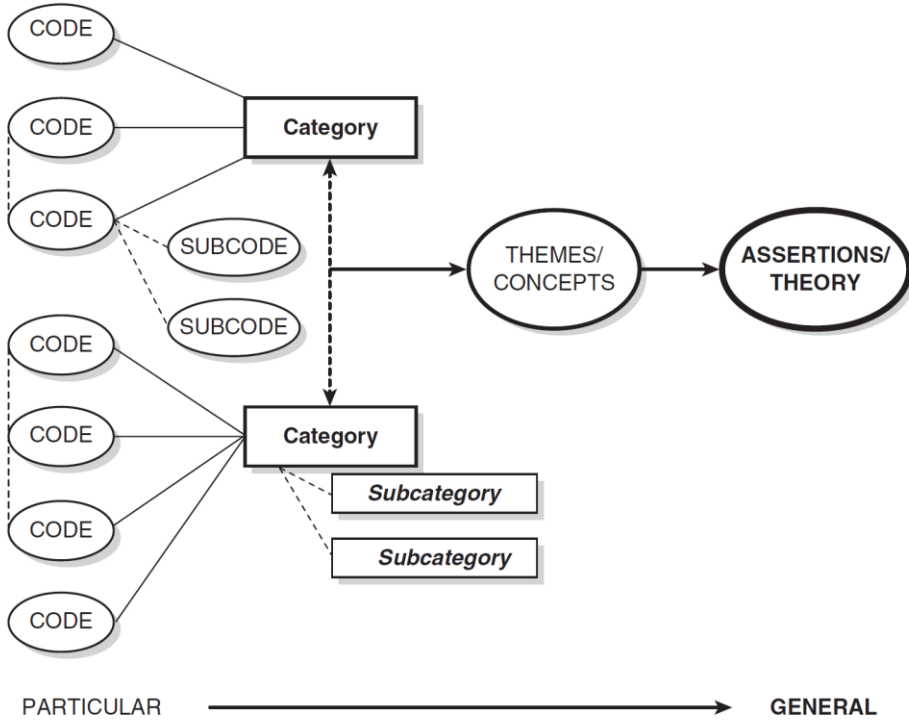 CODE
CODE
Category
CODE
SUBCODE
SUBCODE
THEMES/
CONCEPTS
ASSERTIONS/
THEORY
CODE
CODE
Category
Subcategory
CODE
Subcategory
CODE
PARTICULAR
GENERAL